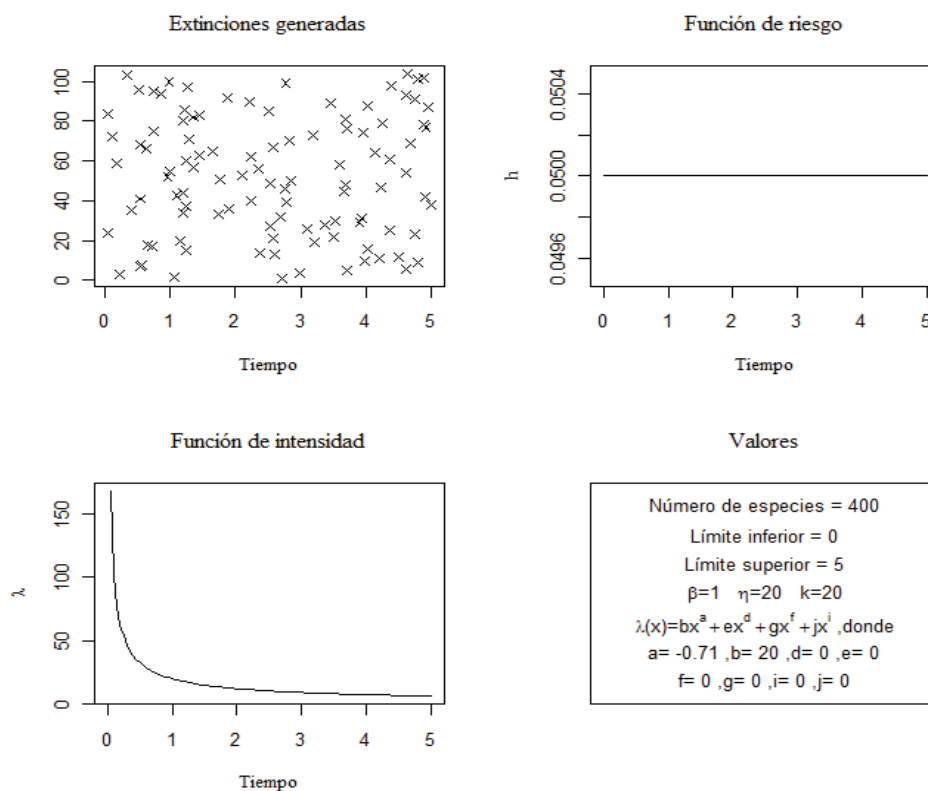 Extinciones generadas
0 20 40 60 80 100
0 1 2 3 4 5
Tiempo
Función de riesgo
h
0.0496 0.0500 0.0504
0 1 2 3 4 5
Tiempo
Función de intensidad
λ
0 50 100 150
0 1 2 3 4 5
Tiempo
Valores
Número de especies = 400
Límite inferior = 0
Límite superior = 5
β=1 η=20 k=20
λ(x)=bx^a + ex^d + gx^f + jx^i ,donde
a= -0.71 ,b= 20 ,d= 0 ,e= 0
f= 0 ,g= 0 ,i= 0 ,j= 0